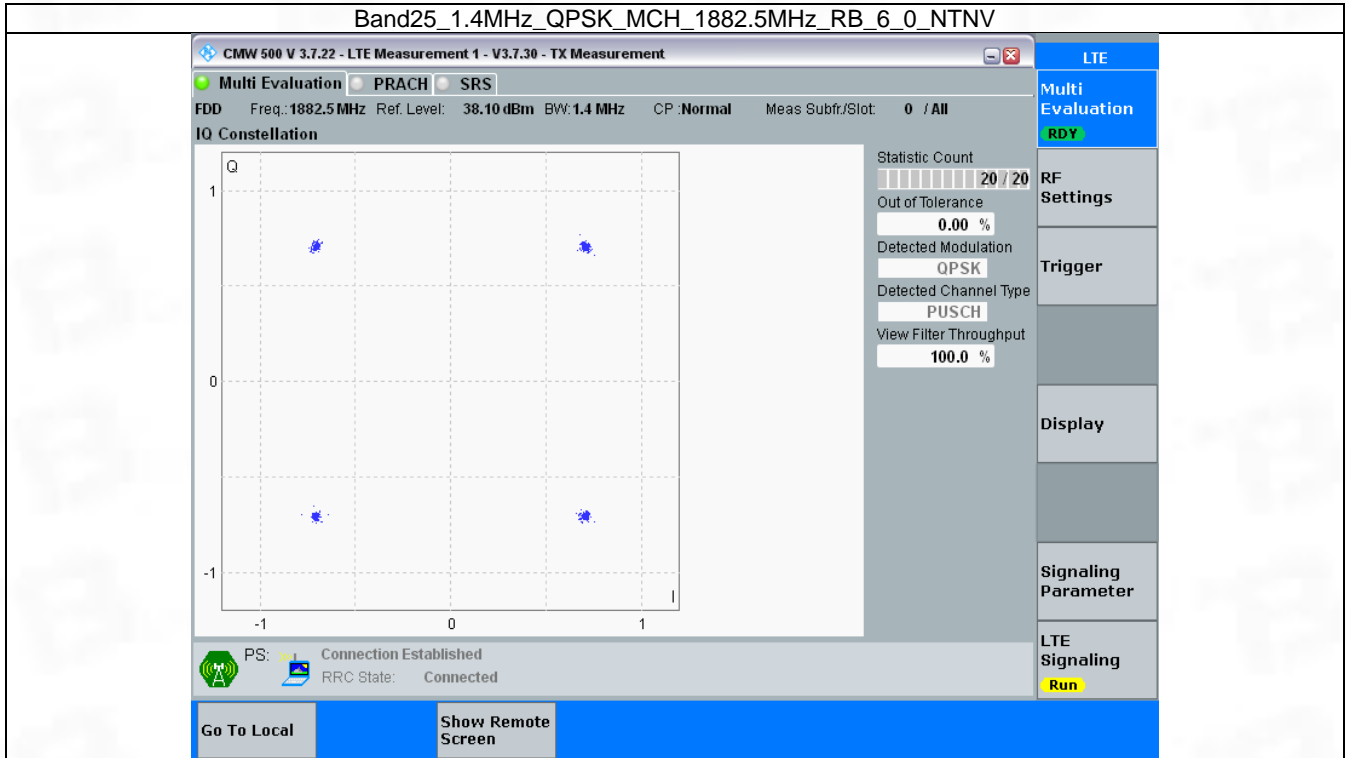 Band25_1.4MHz_QPSK_MCH_1882.5MHz_RB_6_0_NTNV
CMW 500 V 3.7.22 - LTE Measurement 1 - V3.7.30 - TX Measurement
LTE
Multi Evaluation PRACH SRS
FDD Freq.: 1882.5 MHz Ref. Level: 38.10 dBm BW: 1.4 MHz CP : Normal Meas Subfr./Slot: 0 / All
IQ Constellation
Q
1
0
-1
-1 0 1
I
Statistic Count
20 / 20
Out of Tolerance
0.00 %
Detected Modulation
QPSK
Detected Channel Type
PUSCH
View Filter Throughput
100.0 %
Multi
Evaluation
RDY
RF
Settings
Trigger
Display
Signaling
Parameter
LTE
Signaling
Run
PS: Connection Established
RRC State: Connected
Go To Local
Show Remote
Screen